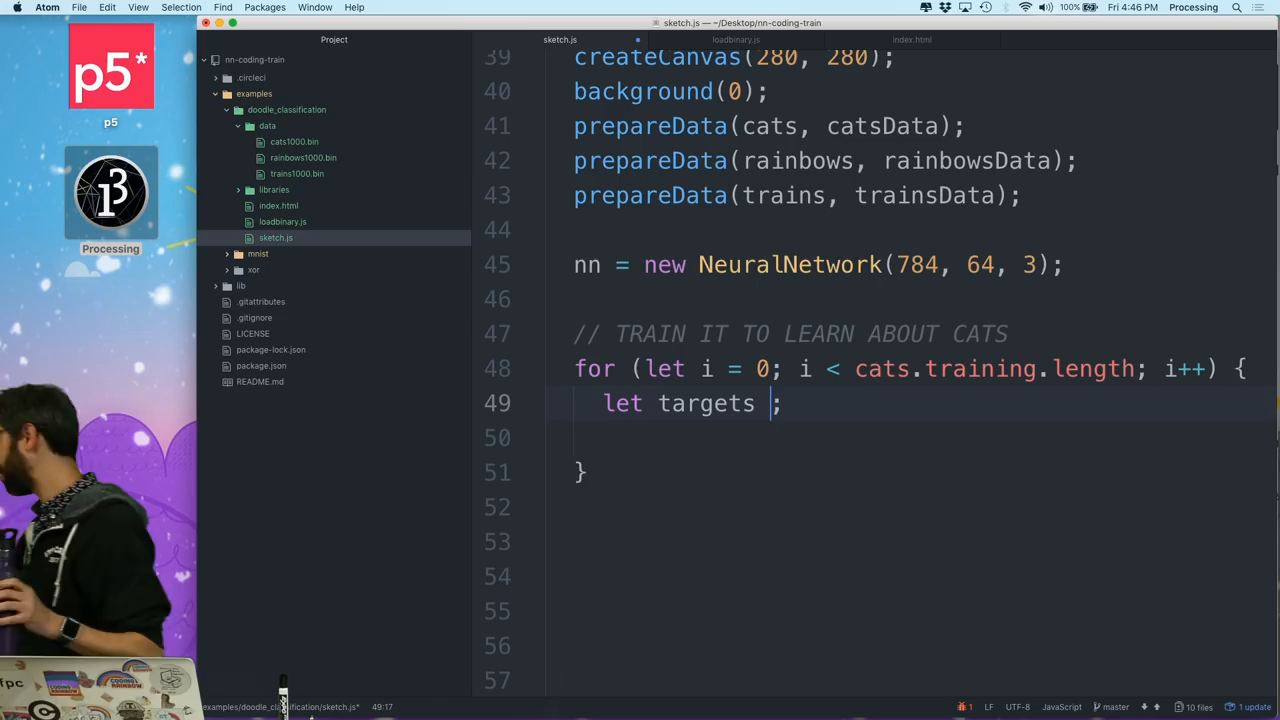 Atom File Edit View Selection Find Packages Window Help 100% Fri 4:46 PM Processing
sketch.js — ~/Desktop/nn-coding-train
Project
sketch.js
loadbinary.js
index.html
p5*
p5
Processing
nn-coding-train
.circleci
examples
doodle_classification
data
cats1000.bin
rainbows1000.bin
trains1000.bin
libraries
index.html
loadbinary.js
sketch.js
mnist
xor
lib
.gitattributes
.gitignore
LICENSE
package-lock.json
package.json
README.md
39 createCanvas(280, 280);
40 background(0);
41 prepareData(cats, catsData);
42 prepareData(rainbows, rainbowsData);
43 prepareData(trains, trainsData);
44
45 nn = new NeuralNetwork(784, 64, 3);
46
47 // TRAIN IT TO LEARN ABOUT CATS
48 for (let i = 0; i < cats.training.length; i++) {
49 let targets ;
50
51 }
52
53
54
55
56
57
fpc
CODING RAINBOW
examples/doodle_classification/sketch.js* 49:17
1 LF UTF-8 JavaScript master 10 files 1 update